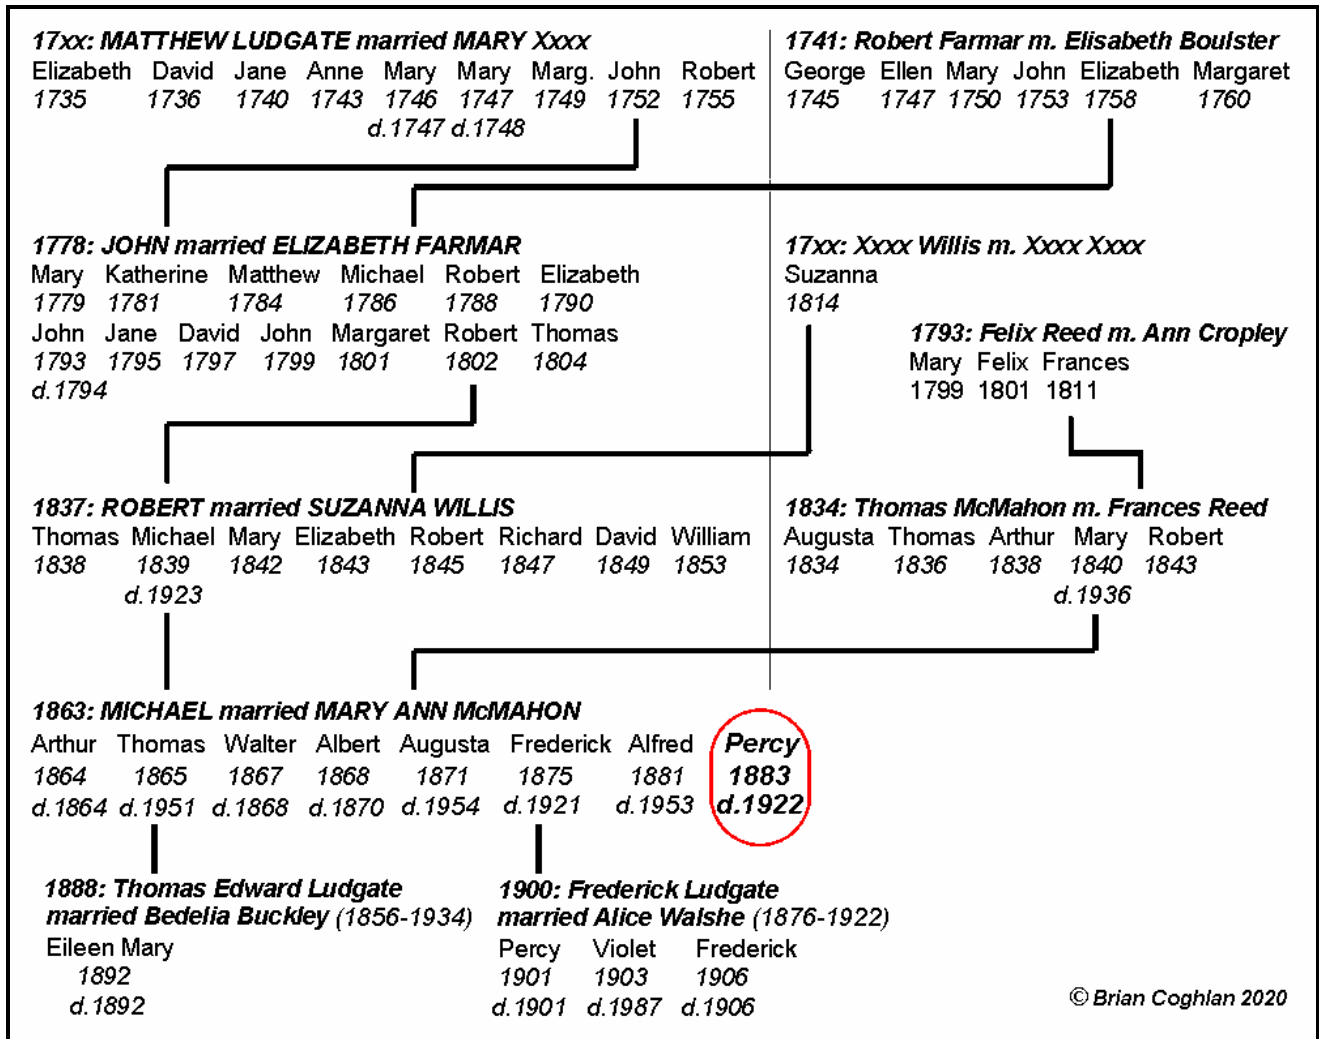 17xx: MATTHEW LUDGATE married MARY Xxxx
Elizabeth David Jane Anne Mary Mary Marg. John Robert
1735 1736 1740 1743 1746 1747 1749 1752 1755
d.1747 d.1748
1741: Robert Farmar m. Elisabeth Boulster
George Ellen Mary John Elizabeth Margaret
1745 1747 1750 1753 1758 1760
1778: JOHN married ELIZABETH FARMAR
Mary Katherine Matthew Michael Robert Elizabeth
1779 1781 1784 1786 1788 1790
John Jane David John Margaret Robert Thomas
1793 1795 1797 1799 1801 1802 1804
d.1794
17xx: Xxxx Willis m. Xxxx Xxxx
Suzanna
1814
1793: Felix Reed m. Ann Cropley
Mary Felix Frances
1799 1801 1811
1837: ROBERT married SUZANNA WILLIS
Thomas Michael Mary Elizabeth Robert Richard David William
1838 1839 1842 1843 1845 1847 1849 1853
d.1923
1834: Thomas McMahon m. Frances Reed
Augusta Thomas Arthur Mary Robert
1834 1836 1838 1840 1843
d.1936
1863: MICHAEL married MARY ANN McMAHON
Arthur Thomas Walter Albert Augusta Frederick Alfred Percy
1864 1865 1867 1868 1871 1875 1881 1883
d.1864 d.1951 d.1868 d.1870 d.1954 d.1921 d.1953 d.1922
1888: Thomas Edward Ludgate
married Bedelia Buckley (1856-1934)
Eileen Mary
1892
d.1892
1900: Frederick Ludgate
married Alice Walshe (1876-1922)
Percy Violet Frederick
1901 1903 1906
d.1901 d.1987 d.1906
© Brian Coghlan 2020